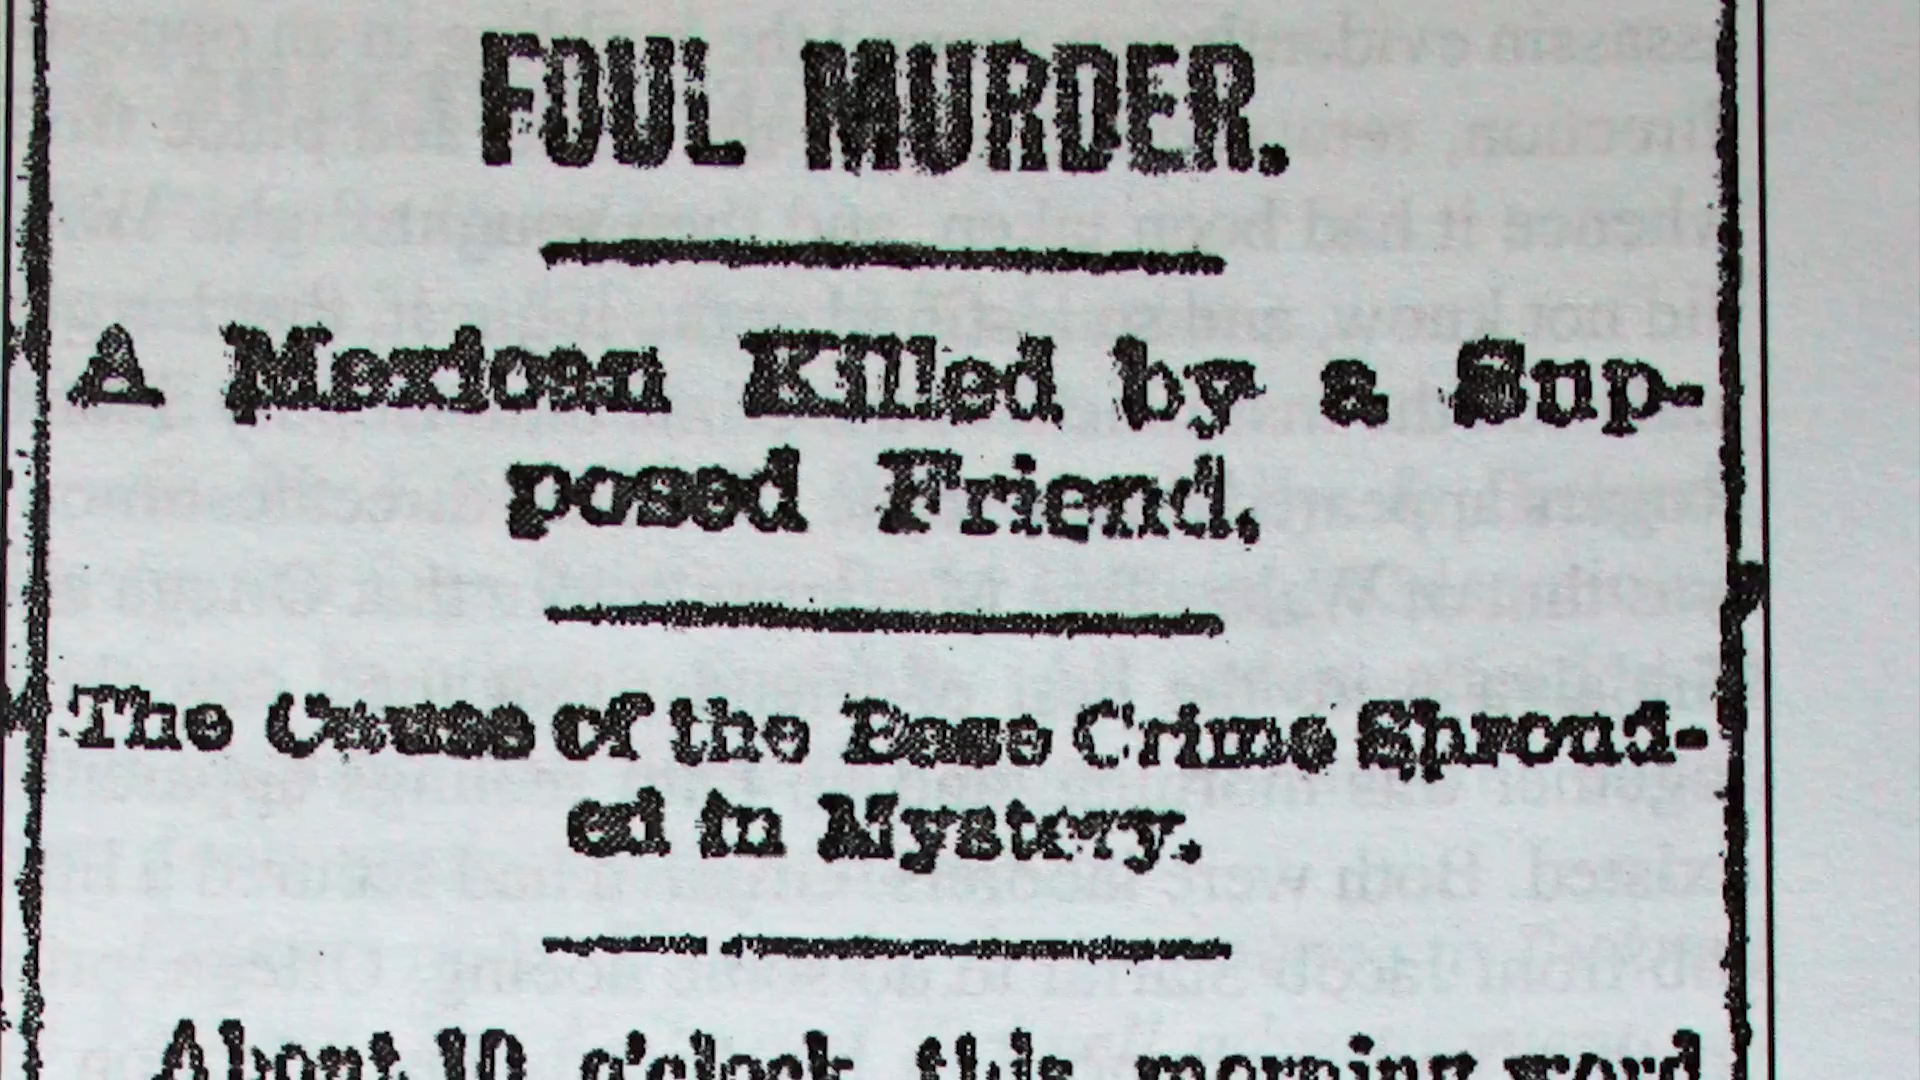 FOUL MURDER.
A Mexican Killed by a Sup-
posed Friend.
The Cause of the Base Crime Shroud-
ed in Mystery.
About 10 o'clock this morning word